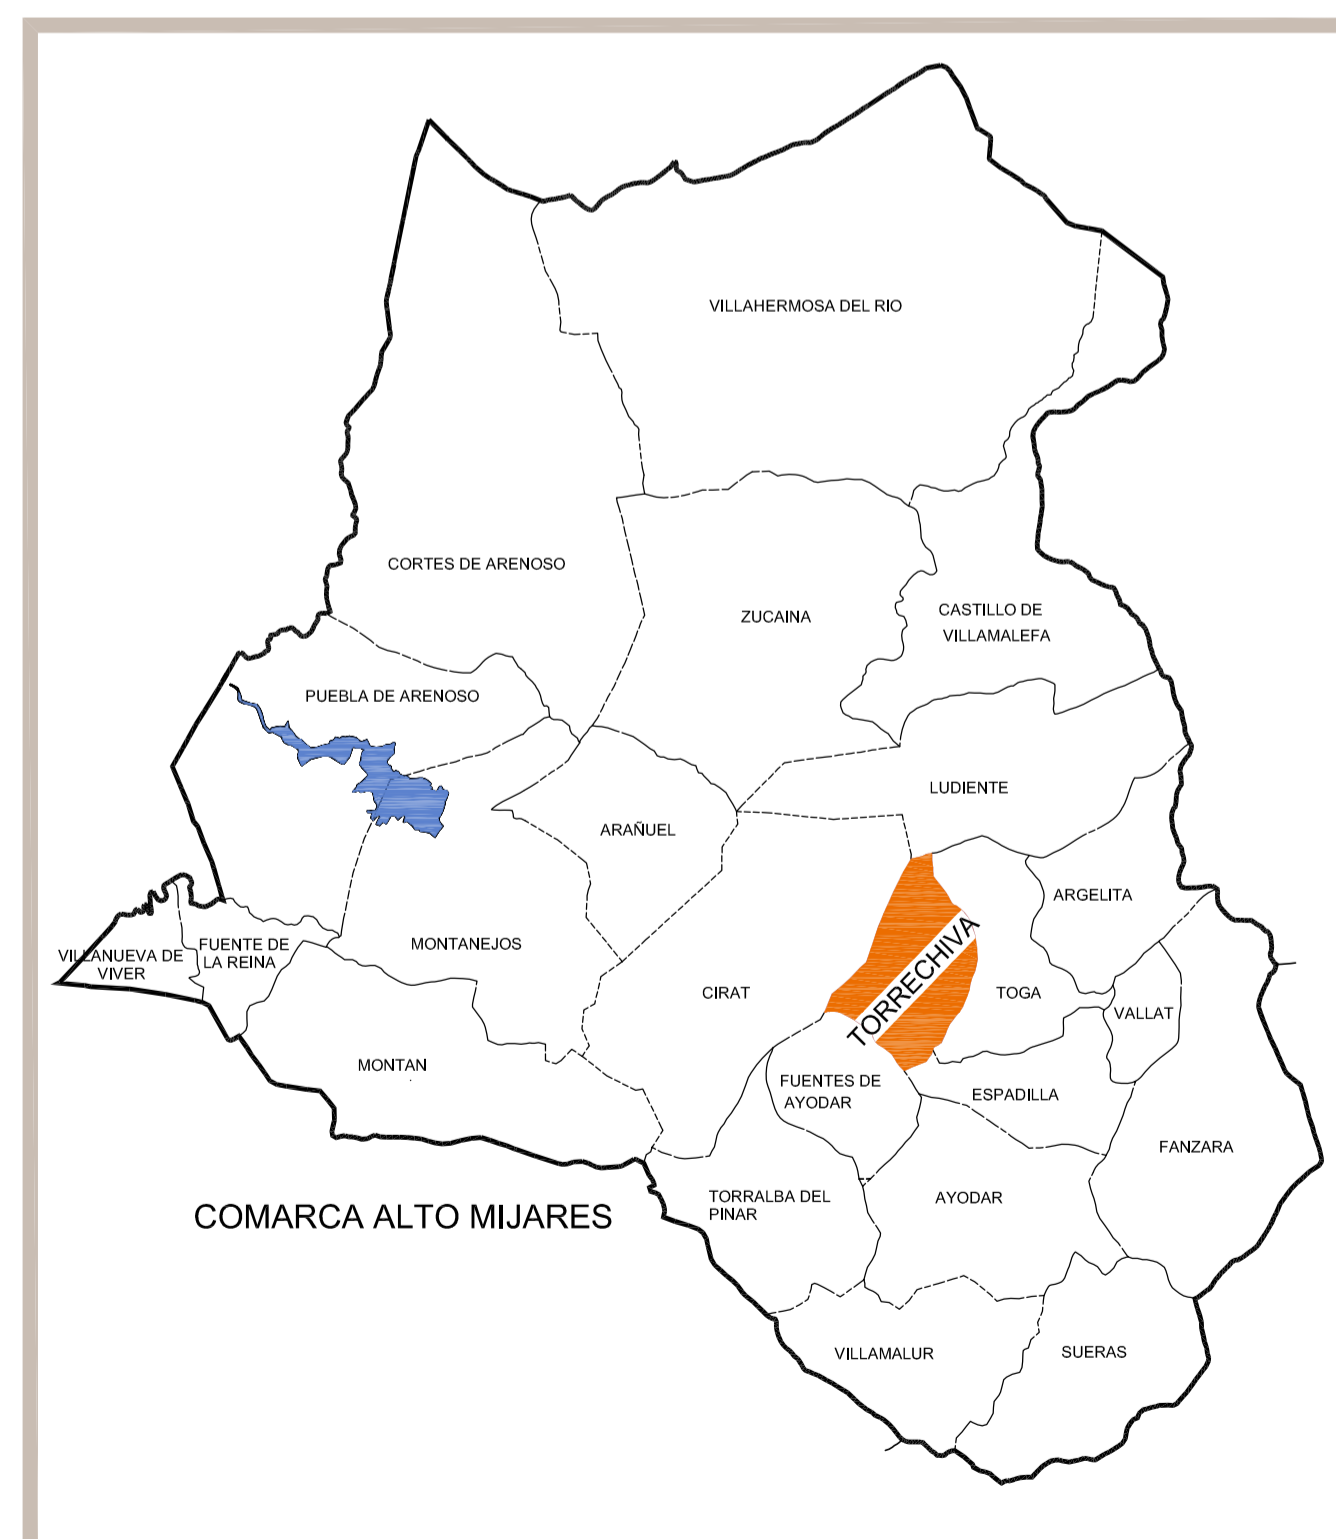 VILLAHERMOSA DEL RIO
CORTES DE ARENOSO
ZUCAINA
CASTILLO DE
VILLAMALEFA
PUEBLA DE ARENOSO
LUDIENTE
ARAÑUEL
ARGELITA
VILLANUEVA DE
VIVER
FUENTE DE
LA REINA
MONTANEJOS
CIRAT
TORRECHIVA
TOGA
VALLAT
MONTAN
FUENTES DE
AYODAR
ESPADILLA
FANZARA
TORRALBA DEL
PINAR
AYODAR
COMARCA ALTO MIJARES
VILLAMALUR
SUERAS